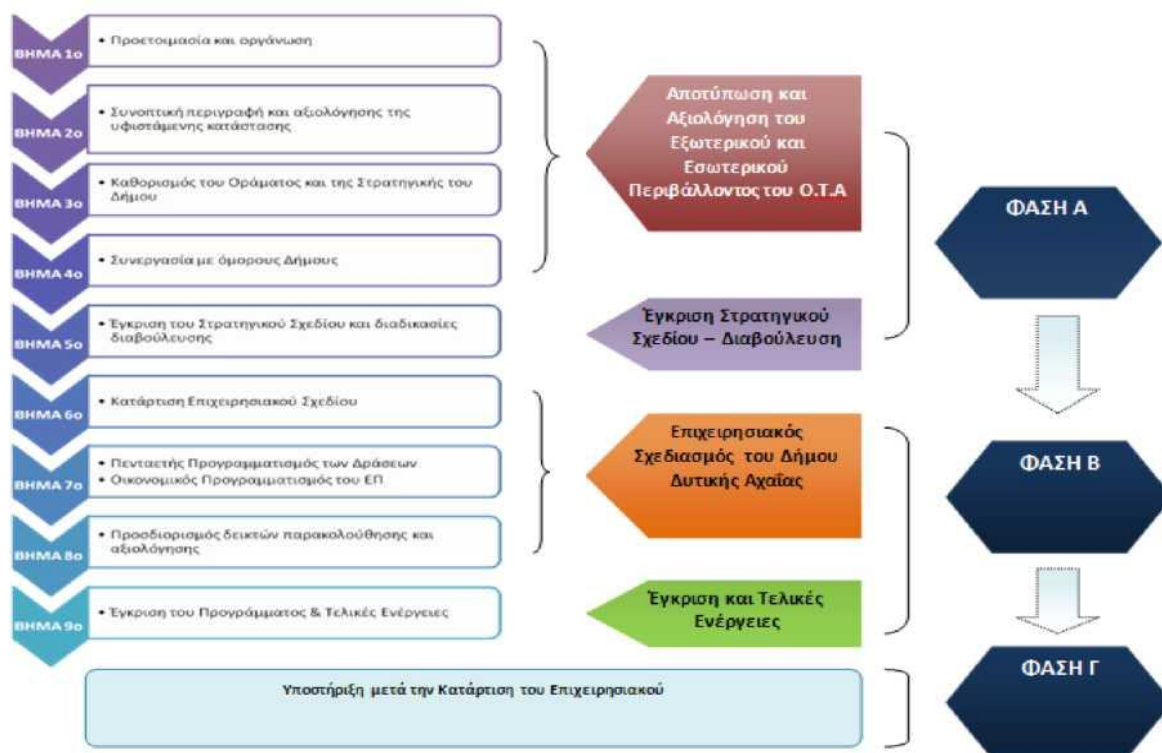 ΒΗΜΑ 1ο
• Προετοιμασία και οργάνωση
ΒΗΜΑ 2ο
• Συνοπτική περιγραφή και αξιολόγησης της
υφιστάμενης κατάστασης
ΒΗΜΑ 3ο
• Καθορισμός του Οράματος και της Στρατηγικής του
Δήμου
ΒΗΜΑ 4ο
• Συνεργασία με όμορους Δήμους
ΒΗΜΑ 5ο
• Έγκριση του Στρατηγικού Σχεδίου και διαδικασίες
διαβούλευσης
ΒΗΜΑ 6ο
• Κατάρτιση Επιχειρησιακού Σχεδίου
ΒΗΜΑ 7ο
• Πενταετής Προγραμματισμός των Δράσεων
• Οικονομικός Προγραμματισμός του ΕΠ
ΒΗΜΑ 8ο
• Προσδιορισμός δεικτών παρακολούθησης και
αξιολόγησης
ΒΗΜΑ 9ο
• Έγκριση του Προγράμματος & Τελικές Ενέργειες
Αποτύπωση και
Αξιολόγηση του
Εξωτερικού και
Εσωτερικού
Περιβάλλοντος του Ο.Τ.Α
Έγκριση Στρατηγικού
Σχεδίου – Διαβούλευση
Επιχειρησιακός
Σχεδιασμός του Δήμου
Δυτικής Αχαΐας
Έγκριση και Τελικές
Ενέργειες
Υποστήριξη μετά την Κατάρτιση του Επιχειρησιακού
ΦΑΣΗ Α
ΦΑΣΗ Β
ΦΑΣΗ Γ